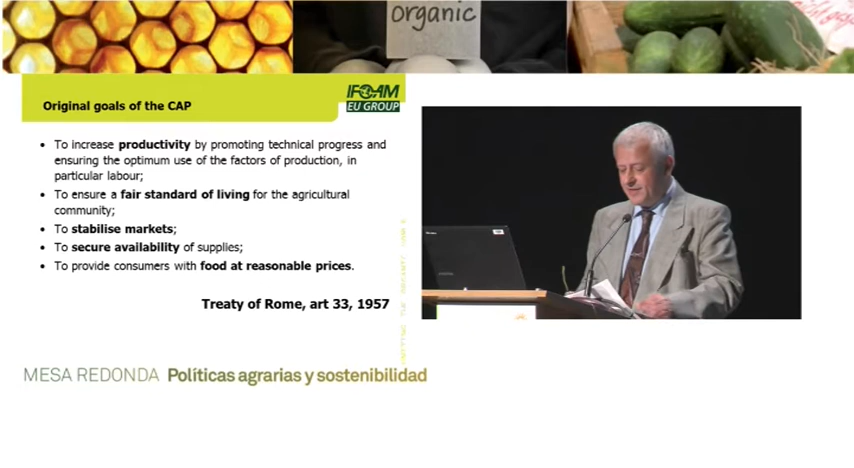 organic
IFOAM
EU GROUP
Original goals of the CAP
• To increase productivity by promoting technical progress and
ensuring the optimum use of the factors of production, in
particular labour;
• To ensure a fair standard of living for the agricultural
community;
• To stabilise markets;
• To secure availability of supplies;
• To provide consumers with food at reasonable prices.
Treaty of Rome, art 33, 1957
MESA REDONDA Políticas agrarias y sostenibilidad